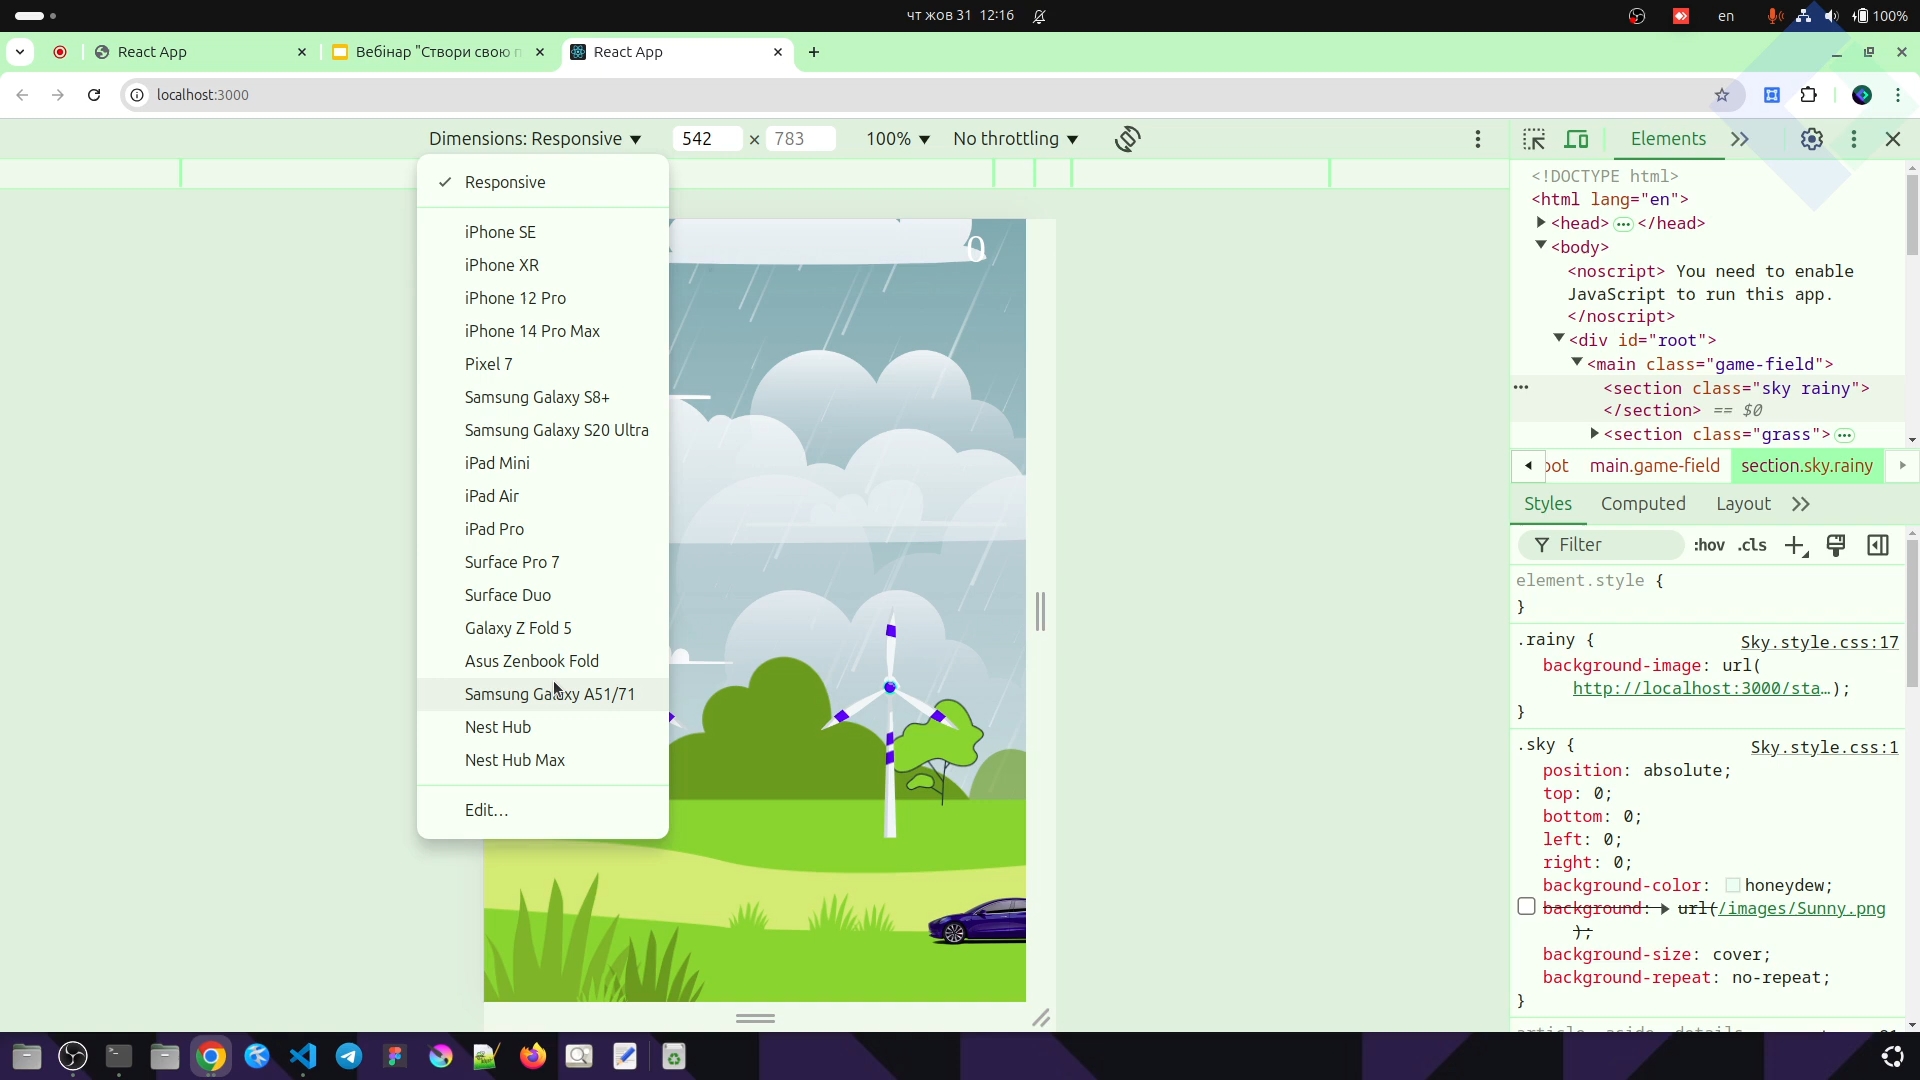 чт жов 31 12:16
en
100%
React App
Вебінар "Створи свою п
React App
localhost:3000
Dimensions: Responsive
542 × 783
100%
No throttling
Elements
Responsive
iPhone SE
iPhone XR
iPhone 12 Pro
iPhone 14 Pro Max
Pixel 7
Samsung Galaxy S8+
Samsung Galaxy S20 Ultra
iPad Mini
iPad Air
iPad Pro
Surface Pro 7
Surface Duo
Galaxy Z Fold 5
Asus Zenbook Fold
Samsung Galaxy A51/71
Nest Hub
Nest Hub Max
Edit…
0
<!DOCTYPE html>
<html lang="en">
<head> … </head>
<body>
<noscript> You need to enable
JavaScript to run this app.
</noscript>
<div id="root">
<main class="game-field">
<section class="sky rainy">
</section> == $0
<section class="grass"> …
oot main.game-field section.sky.rainy
Styles Computed Layout
Filter :hov .cls
element.style {
}
.rainy { Sky.style.css:17
background-image: url(
http://localhost:3000/sta…);
}
.sky { Sky.style.css:1
position: absolute;
top: 0;
bottom: 0;
left: 0;
right: 0;
background-color: honeydew;
background: url(/images/Sunny.png
);
background-size: cover;
background-repeat: no-repeat;
}